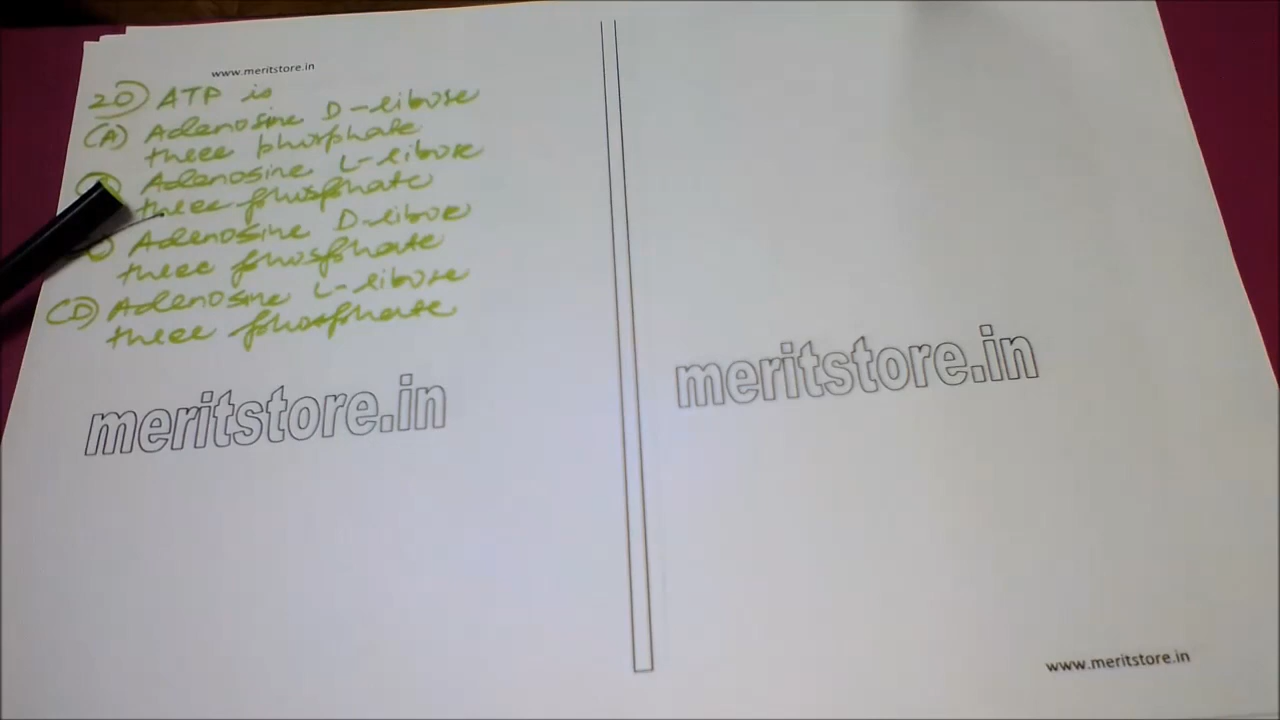 www.meritstore.in
20) ATP is
(A) Adenosine D-ribose
three phosphate
Adenosine L-ribose
three phosphate
Adenosine D-ribose
three phosphate
(D) Adenosine L-ribose
three phosphate
meritstore.in
meritstore.in
www.meritstore.in